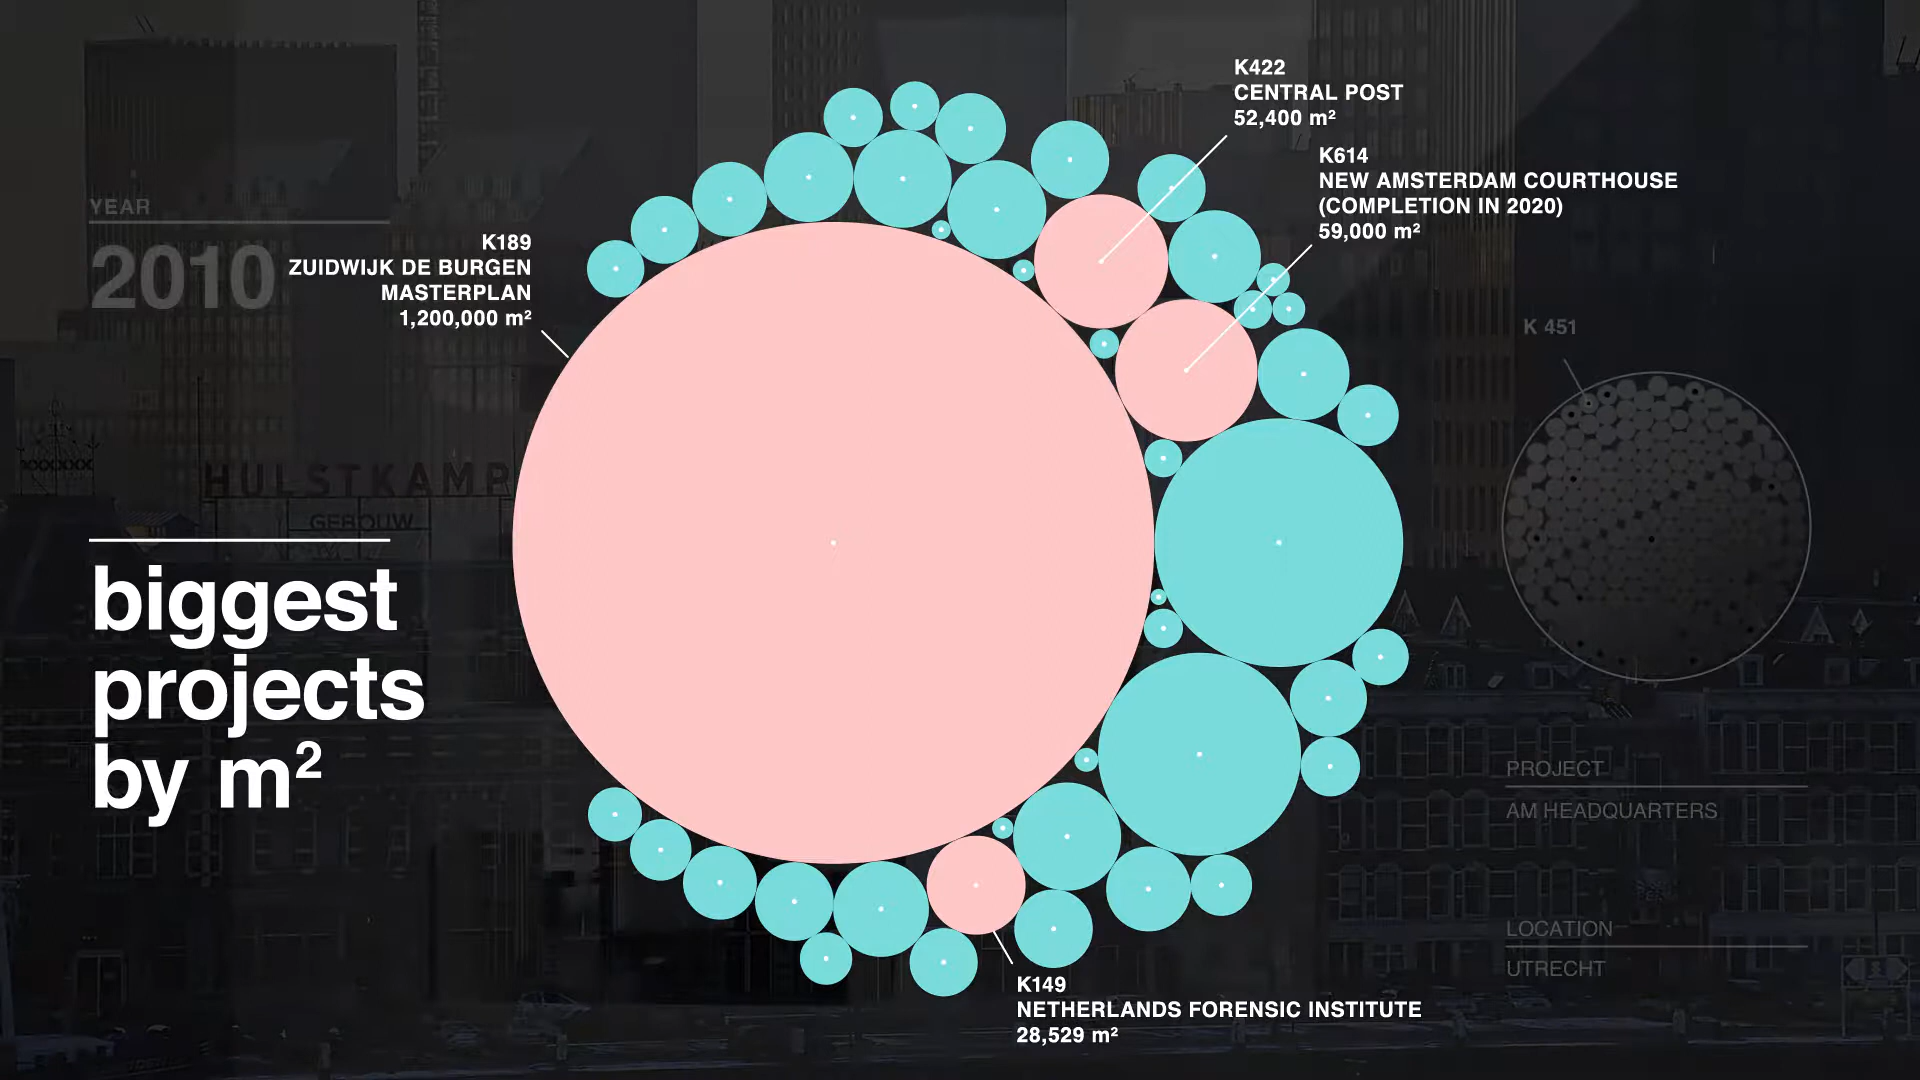 K422
CENTRAL POST
52,400 m²
K614
NEW AMSTERDAM COURTHOUSE
(COMPLETION IN 2020)
59,000 m²
YEAR
2010
K189
ZUIDWIJK DE BURGEN
MASTERPLAN
1,200,000 m²
K 451
HULSTKAMP
GEBOUW
biggest
projects
by m²
PROJECT
AM HEADQUARTERS
LOCATION
UTRECHT
K149
NETHERLANDS FORENSIC INSTITUTE
28,529 m²